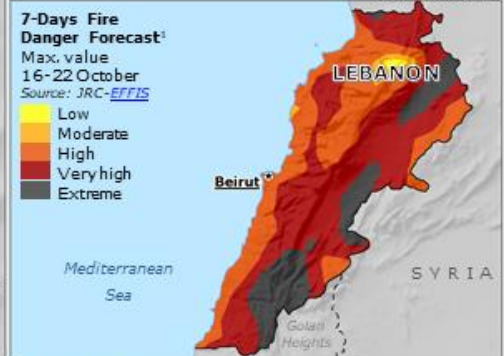 7-Days Fire
Danger Forecast¹
Max. value
16-22 October
Source: JRC-EFFIS
Low
Moderate
High
Very high
Extreme
LEBANON
Beirut
Mediterranean
Sea
SYRIA
Golan
Heights